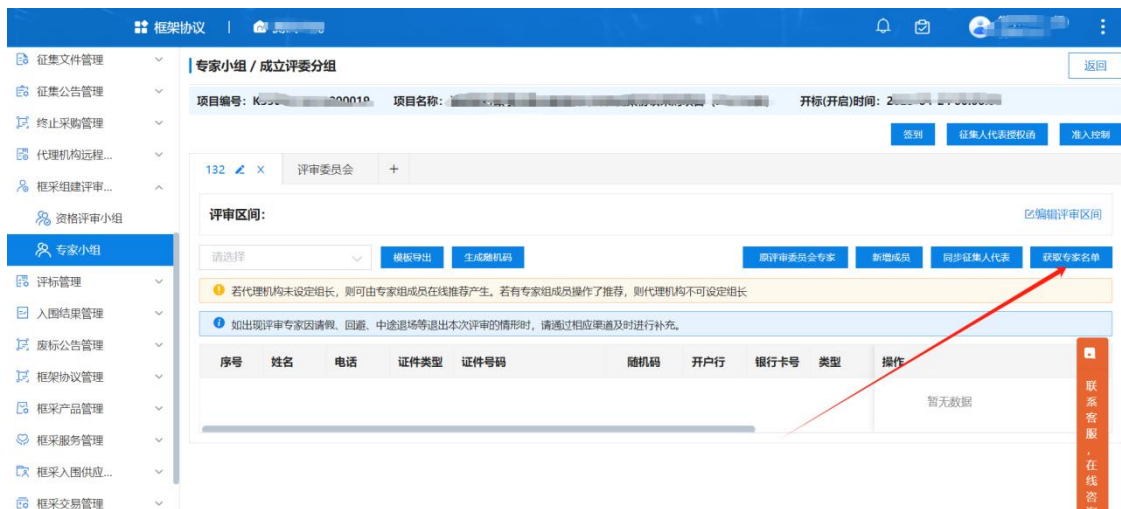 框架协议 |
征集文件管理
征集公告管理
终止采购管理
代理机构远程...
框采组建评审...
资格评审小组
专家小组
评标管理
入围结果管理
废标公告管理
框架协议管理
框采产品管理
框采服务管理
框采入围供应...
框采交易管理
专家小组 / 成立评委分组
返回
项目编号: 项目名称: 开标(开启)时间:
签到 征集人代表授权函 准入控制
132 X 评审委员会 +
评审区间:
编辑评审区间
请选择 模板导出 生成随机码 原评审委员会专家 新增成员 同步征集人代表 获取专家名单
若代理机构未设定组长，则可由专家组成员在线推荐产生。若有专家组成员操作了推荐，则代理机构不可设定组长
如出现评审专家因请假、回避、中途退场等退出本次评审的情形时，请通过相应渠道及时进行补充。
序号 姓名 电话 证件类型 证件号码 随机码 开户行 银行卡号 类型 操作
暂无数据
联系客服，在线咨